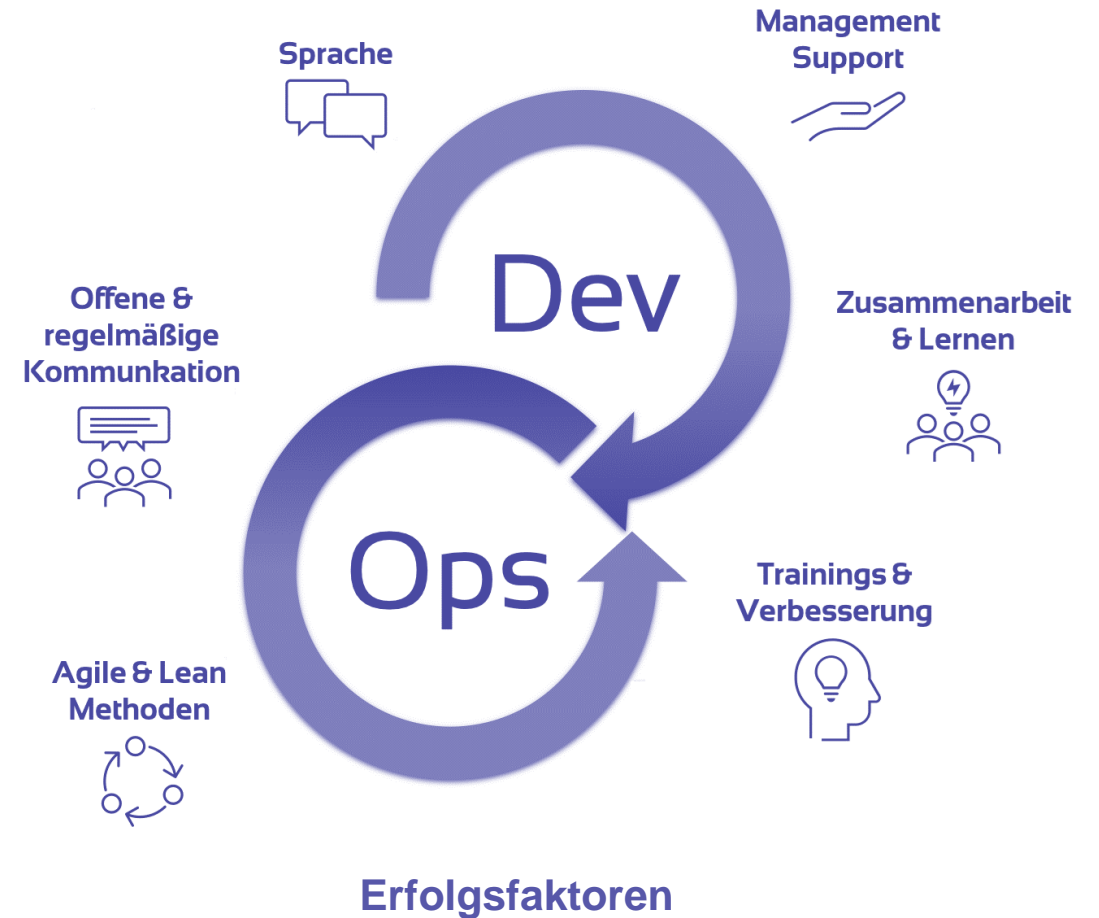 Sprache
Management
Support
Dev
Offene &
regelmäßige
Kommunkation
Zusammenarbeit
& Lernen
Ops
Trainings &
Verbesserung
Agile & Lean
Methoden
Erfolgsfaktoren